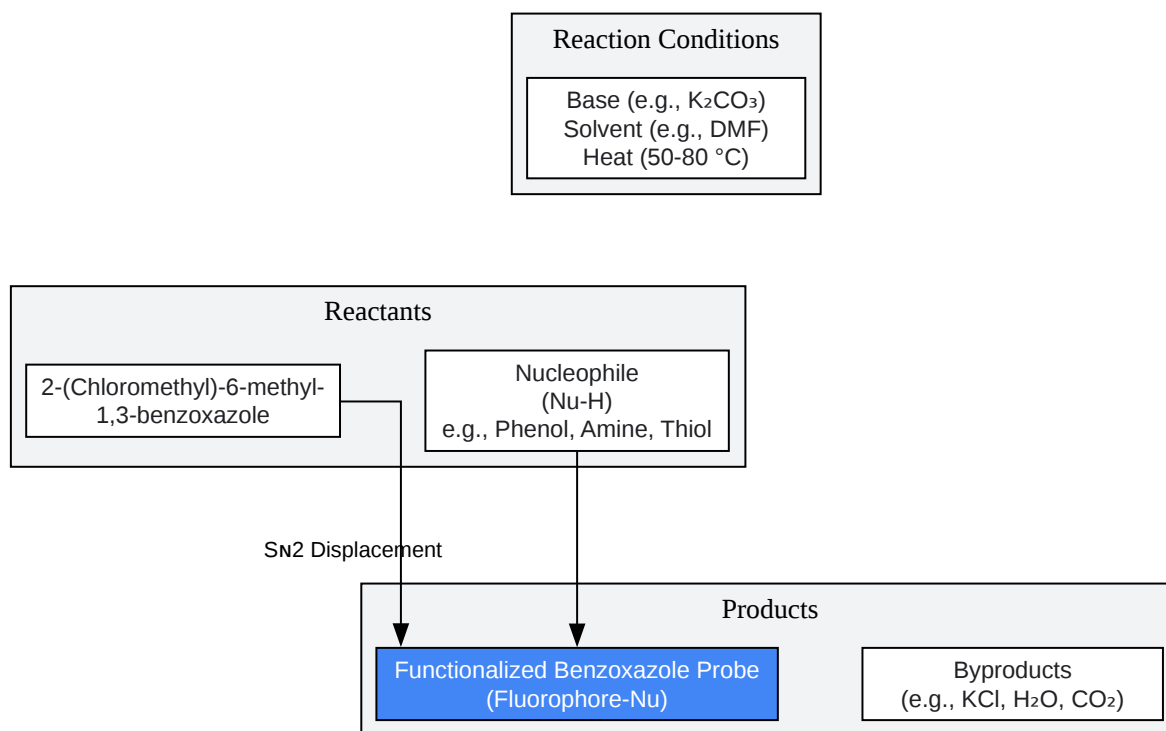 Reaction Conditions
Base (e.g., K₂CO₃)
Solvent (e.g., DMF)
Heat (50-80 °C)
Reactants
2-(Chloromethyl)-6-methyl-
1,3-benzoxazole
Nucleophile
(Nu-H)
e.g., Phenol, Amine, Thiol
Sɴ2 Displacement
Products
Functionalized Benzoxazole Probe
(Fluorophore-Nu)
Byproducts
(e.g., KCl, H₂O, CO₂)